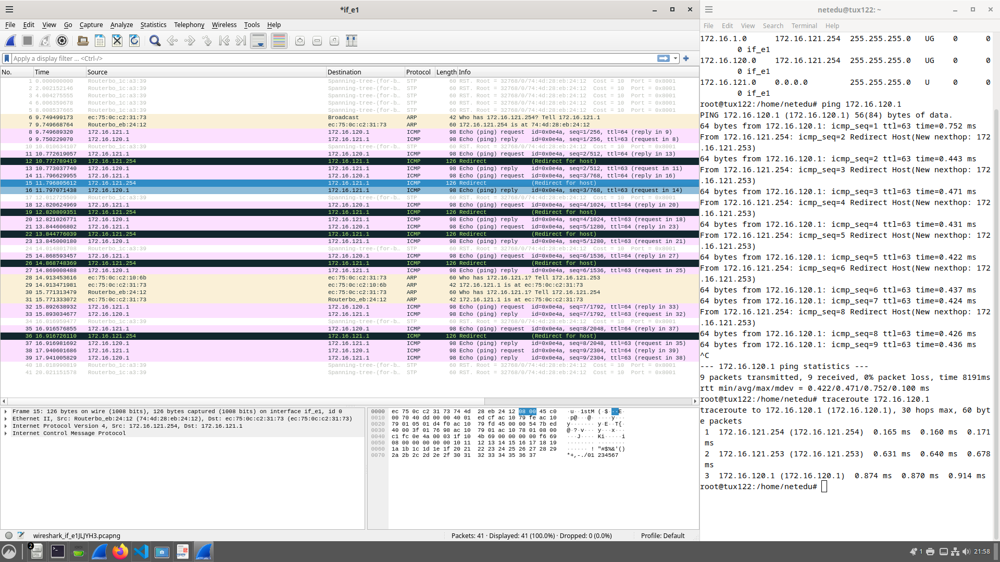 *if_e1
File Edit View Go Capture Analyze Statistics Telephony Wireless Tools Help
Apply a display filter ... <Ctrl-/>
No. Time Source Destination Protocol Length Info
1 0.000000000 Routerbo_1c:a3:39 Spanning-tree-(for-b… STP 60 RST. Root = 32768/0/74:4d:28:eb:24:12 Cost = 10 Port = 0x8001
2 2.002152146 Routerbo_1c:a3:39 Spanning-tree-(for-b… STP 60 RST. Root = 32768/0/74:4d:28:eb:24:12 Cost = 10 Port = 0x8001
3 4.004275555 Routerbo_1c:a3:39 Spanning-tree-(for-b… STP 60 RST. Root = 32768/0/74:4d:28:eb:24:12 Cost = 10 Port = 0x8001
4 6.006359678 Routerbo_1c:a3:39 Spanning-tree-(for-b… STP 60 RST. Root = 32768/0/74:4d:28:eb:24:12 Cost = 10 Port = 0x8001
5 8.008537665 Routerbo_1c:a3:39 Spanning-tree-(for-b… STP 60 RST. Root = 32768/0/74:4d:28:eb:24:12 Cost = 10 Port = 0x8001
6 9.749499173 ec:75:0c:c2:31:73 Broadcast ARP 42 Who has 172.16.121.254? Tell 172.16.121.1
7 9.749668764 Routerbo_eb:24:12 ec:75:0c:c2:31:73 ARP 60 172.16.121.254 is at 74:4d:28:eb:24:12
8 9.749689320 172.16.121.1 172.16.120.1 ICMP 98 Echo (ping) request id=0x0e4a, seq=1/256, ttl=64 (reply in 9)
9 9.750229070 172.16.120.1 172.16.121.1 ICMP 98 Echo (ping) reply id=0x0e4a, seq=1/256, ttl=63 (request in 8)
10 10.010634107 Routerbo_1c:a3:39 Spanning-tree-(for-b… STP 60 RST. Root = 32768/0/74:4d:28:eb:24:12 Cost = 10 Port = 0x8001
11 10.772619057 172.16.121.1 172.16.120.1 ICMP 98 Echo (ping) request id=0x0e4a, seq=2/512, ttl=64 (reply in 13)
12 10.772789419 172.16.121.254 172.16.121.1 ICMP 126 Redirect (Redirect for host)
13 10.773037740 172.16.120.1 172.16.121.1 ICMP 98 Echo (ping) reply id=0x0e4a, seq=2/512, ttl=63 (request in 11)
14 11.796629955 172.16.121.1 172.16.120.1 ICMP 98 Echo (ping) request id=0x0e4a, seq=3/768, ttl=64 (reply in 16)
15 11.796805612 172.16.121.254 172.16.121.1 ICMP 126 Redirect (Redirect for host)
16 11.797071438 172.16.120.1 172.16.121.1 ICMP 98 Echo (ping) reply id=0x0e4a, seq=3/768, ttl=63 (request in 14)
17 12.012725509 Routerbo_1c:a3:39 Spanning-tree-(for-b… STP 60 RST. Root = 32768/0/74:4d:28:eb:24:12 Cost = 10 Port = 0x8001
18 12.820624969 172.16.121.1 172.16.120.1 ICMP 98 Echo (ping) request id=0x0e4a, seq=4/1024, ttl=64 (reply in 20)
19 12.820809351 172.16.121.254 172.16.121.1 ICMP 126 Redirect (Redirect for host)
20 12.821026771 172.16.120.1 172.16.121.1 ICMP 98 Echo (ping) reply id=0x0e4a, seq=4/1024, ttl=63 (request in 18)
21 13.844606802 172.16.121.1 172.16.120.1 ICMP 98 Echo (ping) request id=0x0e4a, seq=5/1280, ttl=64 (reply in 23)
22 13.844776039 172.16.121.254 172.16.121.1 ICMP 126 Redirect (Redirect for host)
23 13.845000180 172.16.120.1 172.16.121.1 ICMP 98 Echo (ping) reply id=0x0e4a, seq=5/1280, ttl=63 (request in 21)
24 14.014801708 Routerbo_1c:a3:39 Spanning-tree-(for-b… STP 60 RST. Root = 32768/0/74:4d:28:eb:24:12 Cost = 10 Port = 0x8001
25 14.868593457 172.16.121.1 172.16.120.1 ICMP 98 Echo (ping) request id=0x0e4a, seq=6/1536, ttl=64 (reply in 27)
26 14.868748369 172.16.121.254 172.16.121.1 ICMP 126 Redirect (Redirect for host)
27 14.869008488 172.16.120.1 172.16.121.1 ICMP 98 Echo (ping) reply id=0x0e4a, seq=6/1536, ttl=63 (request in 25)
28 14.913453616 ec:75:0c:c2:10:6b ec:75:0c:c2:31:73 ARP 60 Who has 172.16.121.1? Tell 172.16.121.253
29 14.913471981 ec:75:0c:c2:31:73 ec:75:0c:c2:10:6b ARP 42 172.16.121.1 is at ec:75:0c:c2:31:73
30 15.771313479 Routerbo_eb:24:12 ec:75:0c:c2:31:73 ARP 60 Who has 172.16.121.1? Tell 172.16.121.254
31 15.771333072 ec:75:0c:c2:31:73 Routerbo_eb:24:12 ARP 42 172.16.121.1 is at ec:75:0c:c2:31:73
32 15.892638932 172.16.121.1 172.16.120.1 ICMP 98 Echo (ping) request id=0x0e4a, seq=7/1792, ttl=64 (reply in 33)
33 15.893034677 172.16.120.1 172.16.121.1 ICMP 98 Echo (ping) reply id=0x0e4a, seq=7/1792, ttl=63 (request in 32)
34 16.016959477 Routerbo_1c:a3:39 Spanning-tree-(for-b… STP 60 RST. Root = 32768/0/74:4d:28:eb:24:12 Cost = 10 Port = 0x8001
35 16.916576855 172.16.121.1 172.16.120.1 ICMP 98 Echo (ping) request id=0x0e4a, seq=8/2048, ttl=64 (reply in 37)
36 16.916726110 172.16.121.254 172.16.121.1 ICMP 126 Redirect (Redirect for host)
37 16.916981692 172.16.120.1 172.16.121.1 ICMP 98 Echo (ping) reply id=0x0e4a, seq=8/2048, ttl=63 (request in 35)
38 17.940601686 172.16.121.1 172.16.120.1 ICMP 98 Echo (ping) request id=0x0e4a, seq=9/2304, ttl=64 (reply in 39)
39 17.941005829 172.16.120.1 172.16.121.1 ICMP 98 Echo (ping) reply id=0x0e4a, seq=9/2304, ttl=63 (request in 38)
40 18.018990819 Routerbo_1c:a3:39 Spanning-tree-(for-b… STP 60 RST. Root = 32768/0/74:4d:28:eb:24:12 Cost = 10 Port = 0x8001
41 20.021151578 Routerbo_1c:a3:39 Spanning-tree-(for-b… STP 60 RST. Root = 32768/0/74:4d:28:eb:24:12 Cost = 10 Port = 0x8001
Frame 15: 126 bytes on wire (1008 bits), 126 bytes captured (1008 bits) on interface if_e1, id 0
Ethernet II, Src: Routerbo_eb:24:12 (74:4d:28:eb:24:12), Dst: ec:75:0c:c2:31:73 (ec:75:0c:c2:31:73)
Internet Protocol Version 4, Src: 172.16.121.254, Dst: 172.16.121.1
Internet Control Message Protocol
0000 ec 75 0c c2 31 73 74 4d 28 eb 24 12 08 00 45 c0 ·u··1stM (·$···E·
0010 00 70 40 dd 00 00 40 01 ed cf ac 10 79 fe ac 10 ·p@···@· ····y···
0020 79 01 05 01 d4 f0 ac 10 79 fd 45 00 00 54 7b ed y······· y·E··T{·
0030 40 00 3f 01 76 98 ac 10 79 01 ac 10 78 01 08 00 @·?·v··· y···x···
0040 c1 fc 0e 4a 00 03 1f 10 4b 69 00 00 00 00 f6 69 ···J···· Ki·····i
0050 08 00 00 00 00 00 10 11 12 13 14 15 16 17 18 19 ········ ········
0060 1a 1b 1c 1d 1e 1f 20 21 22 23 24 25 26 27 28 29 ······ ! "#$%&'()
0070 2a 2b 2c 2d 2e 2f 30 31 32 33 34 35 36 37 *+,-./01 234567
wireshark_if_e1JLJYH3.pcapng
Packets: 41 · Displayed: 41 (100.0%) · Dropped: 0 (0.0%)
Profile: Default
netedu@tux122: ~
File Edit View Search Terminal Help
172.16.1.0 172.16.121.254 255.255.255.0 UG 0 0
0 if_e1
172.16.120.0 172.16.121.254 255.255.255.0 UG 0 0
0 if_e1
172.16.121.0 0.0.0.0 255.255.255.0 U 0 0
0 if_e1
root@tux122:/home/netedu# ping 172.16.120.1
PING 172.16.120.1 (172.16.120.1) 56(84) bytes of data.
64 bytes from 172.16.120.1: icmp_seq=1 ttl=63 time=0.752 ms
From 172.16.121.254: icmp_seq=2 Redirect Host(New nexthop: 172
.16.121.253)
64 bytes from 172.16.120.1: icmp_seq=2 ttl=63 time=0.443 ms
From 172.16.121.254: icmp_seq=3 Redirect Host(New nexthop: 172
.16.121.253)
64 bytes from 172.16.120.1: icmp_seq=3 ttl=63 time=0.471 ms
From 172.16.121.254: icmp_seq=4 Redirect Host(New nexthop: 172
.16.121.253)
64 bytes from 172.16.120.1: icmp_seq=4 ttl=63 time=0.431 ms
From 172.16.121.254: icmp_seq=5 Redirect Host(New nexthop: 172
.16.121.253)
64 bytes from 172.16.120.1: icmp_seq=5 ttl=63 time=0.422 ms
From 172.16.121.254: icmp_seq=6 Redirect Host(New nexthop: 172
.16.121.253)
64 bytes from 172.16.120.1: icmp_seq=6 ttl=63 time=0.437 ms
64 bytes from 172.16.120.1: icmp_seq=7 ttl=63 time=0.424 ms
From 172.16.121.254: icmp_seq=8 Redirect Host(New nexthop: 172
.16.121.253)
64 bytes from 172.16.120.1: icmp_seq=8 ttl=63 time=0.426 ms
64 bytes from 172.16.120.1: icmp_seq=9 ttl=63 time=0.436 ms
^C
--- 172.16.120.1 ping statistics ---
9 packets transmitted, 9 received, 0% packet loss, time 8191ms
rtt min/avg/max/mdev = 0.422/0.471/0.752/0.100 ms
root@tux122:/home/netedu# traceroute 172.16.120.1
traceroute to 172.16.120.1 (172.16.120.1), 30 hops max, 60 byt
e packets
1 172.16.121.254 (172.16.121.254) 0.165 ms 0.160 ms 0.171
ms
2 172.16.121.253 (172.16.121.253) 0.631 ms 0.640 ms 0.678
ms
3 172.16.120.1 (172.16.120.1) 0.874 ms 0.870 ms 0.914 ms
root@tux122:/home/netedu#
2
1
21:58